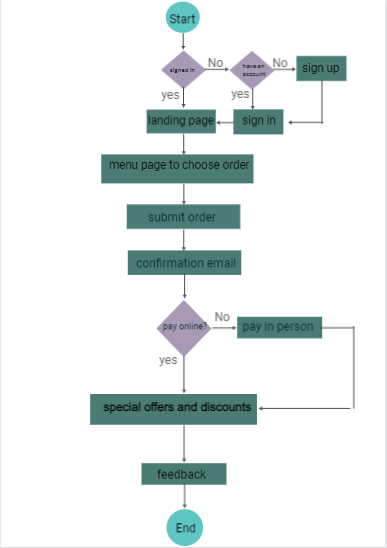 Start
signed in
No
have an
account
No
sign up
yes
yes
landing page
sign in
menu page to choose order
submit order
confirmation email
pay online?
No
pay in person
yes
special offers and discounts
feedback
End